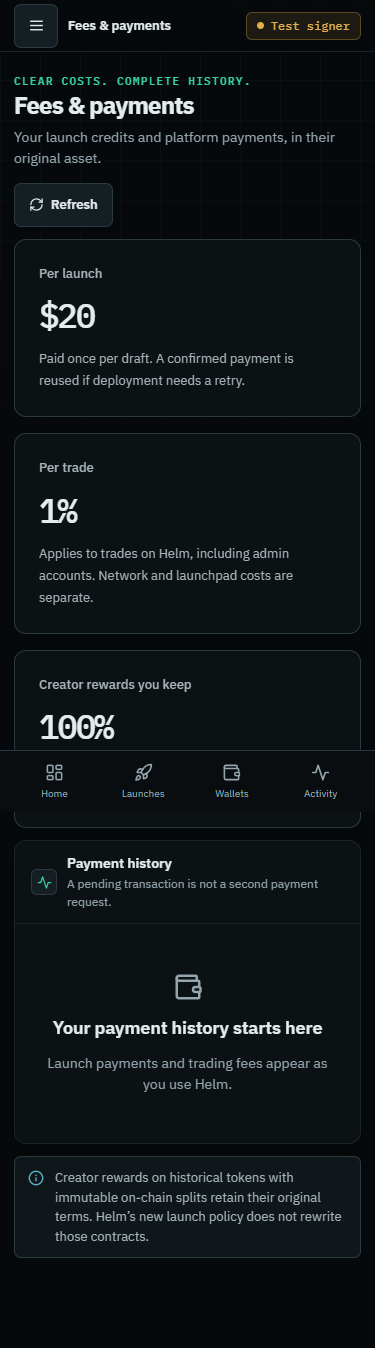 Fees & payments
Test signer
CLEAR COSTS. COMPLETE HISTORY.
Fees & payments
Your launch credits and platform payments, in their
original asset.
Refresh
Per launch
$20
Paid once per draft. A confirmed payment is
reused if deployment needs a retry.
Per trade
1%
Applies to trades on Helm, including admin
accounts. Network and launchpad costs are
separate.
Creator rewards you keep
100%
Home
Launches
Wallets
Activity
Payment history
A pending transaction is not a second payment
request.
Your payment history starts here
Launch payments and trading fees appear as
you use Helm.
Creator rewards on historical tokens with
immutable on-chain splits retain their original
terms. Helm's new launch policy does not rewrite
those contracts.